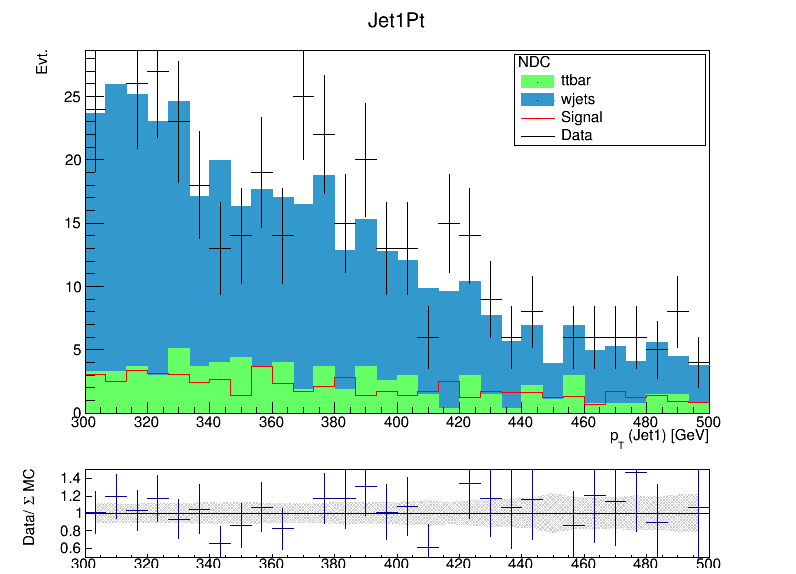 Jet1Pt
Evt.
NDC
ttbar
wjets
Signal
Data
25
20
15
10
5
0
300 320 340 360 380 400 420 440 460 480 500
p_T (Jet1) [GeV]
Data/ Σ MC
1.4
1.2
1
0.8
0.6
300 320 340 360 380 400 420 440 460 480 500